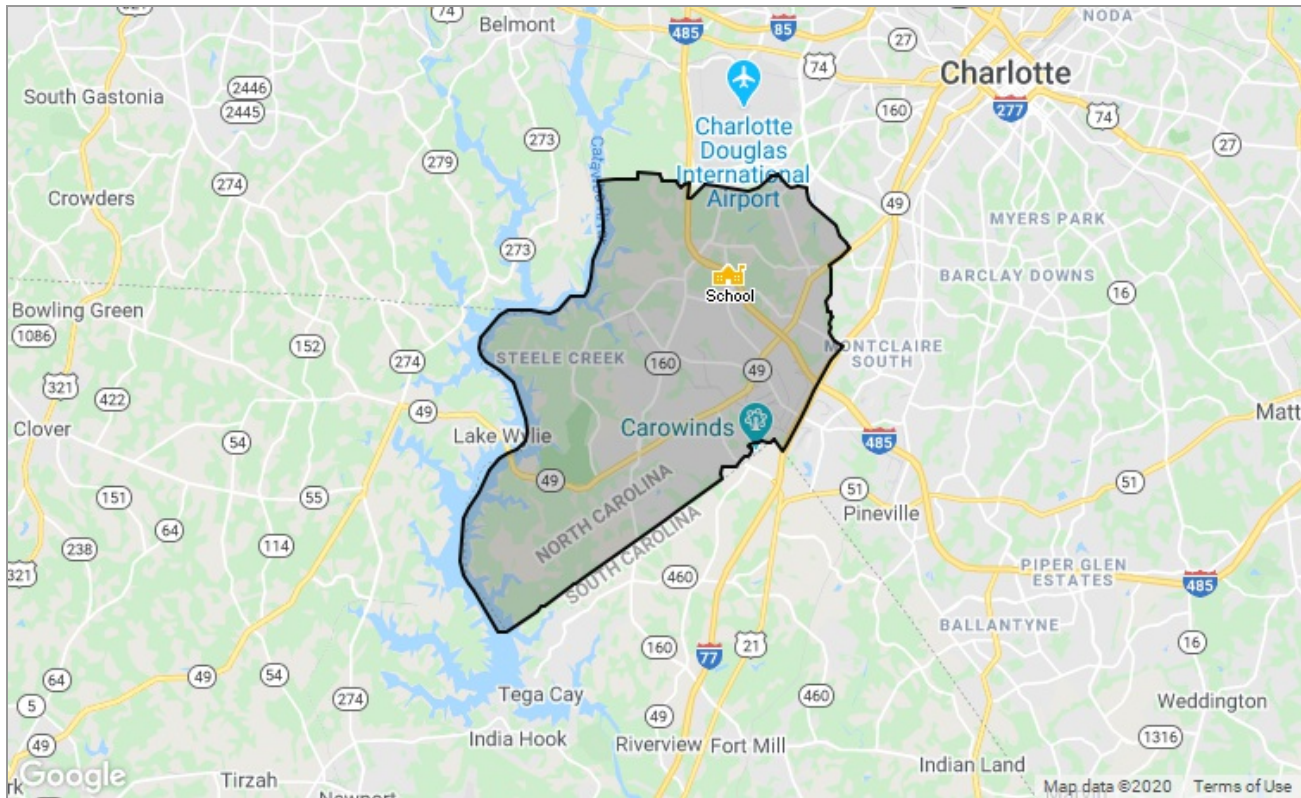 321
74
Belmont
485
85
NODA
27
74
Charlotte
277
74
27
South Gastonia
2446
2445
160
Charlotte
Douglas
International
Airport
273
279
274
Crowders
49
MYERS PARK
273
BARCLAY DOWNS
16
School
Bowling Green
1086
152
274
STEELE CREEK
160
49
MONTCLAIRE
SOUTH
321
422
49
Clover
54
Lake Wylie
Carowinds
485
Matt
49
51
51
151
55
64
Pineville
NORTH CAROLINA
SOUTH CAROLINA
238
114
321
460
PIPER GLEN
ESTATES
485
BALLANTYNE
160
21
77
16
49
54
64
274
5
Tega Cay
460
Weddington
49
49
India Hook
Riverview
Fort Mill
1316
Indian Land
Google
Tirzah
Newport
Map data ©2020
Terms of Use